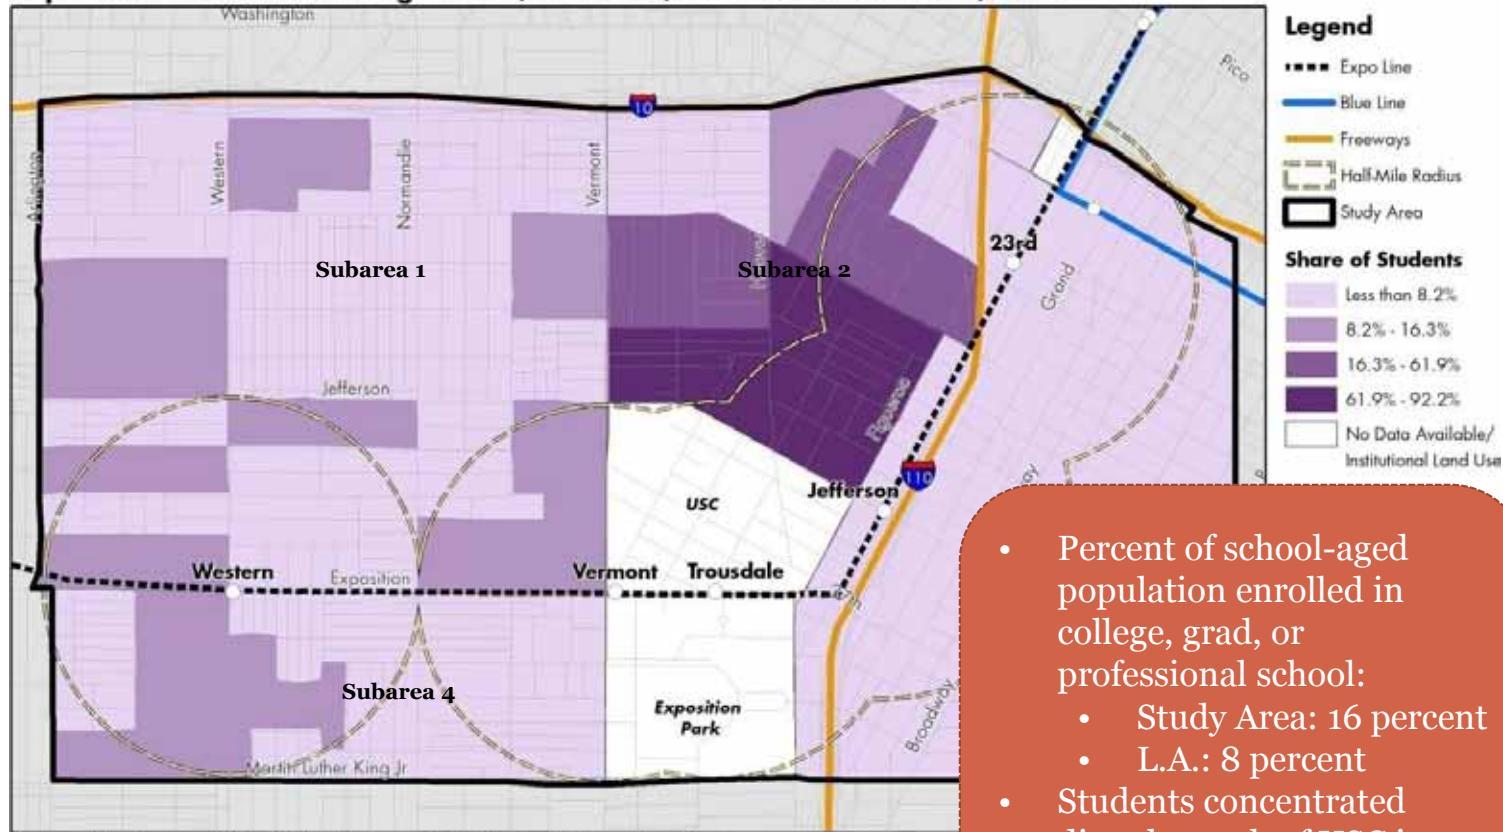 Washington
Pico
10
Arlington
Western
Normandie
Vermont
Subarea 1
Subarea 2
23rd
Grand
Jefferson
Figueroa
110
Jefferson
USC
Western
Exposition
Vermont
Trousdale
Subarea 4
Exposition
Park
Broadway
Martin Luther King Jr
Legend
Expo Line
Blue Line
Freeways
Half-Mile Radius
Study Area
Share of Students
Less than 8.2%
8.2% - 16.3%
16.3% - 61.9%
61.9% - 92.2%
No Data Available/
Institutional Land Use
• Percent of school-aged
population enrolled in
college, grad, or
professional school:
• Study Area: 16 percent
• L.A.: 8 percent
• Students concentrated